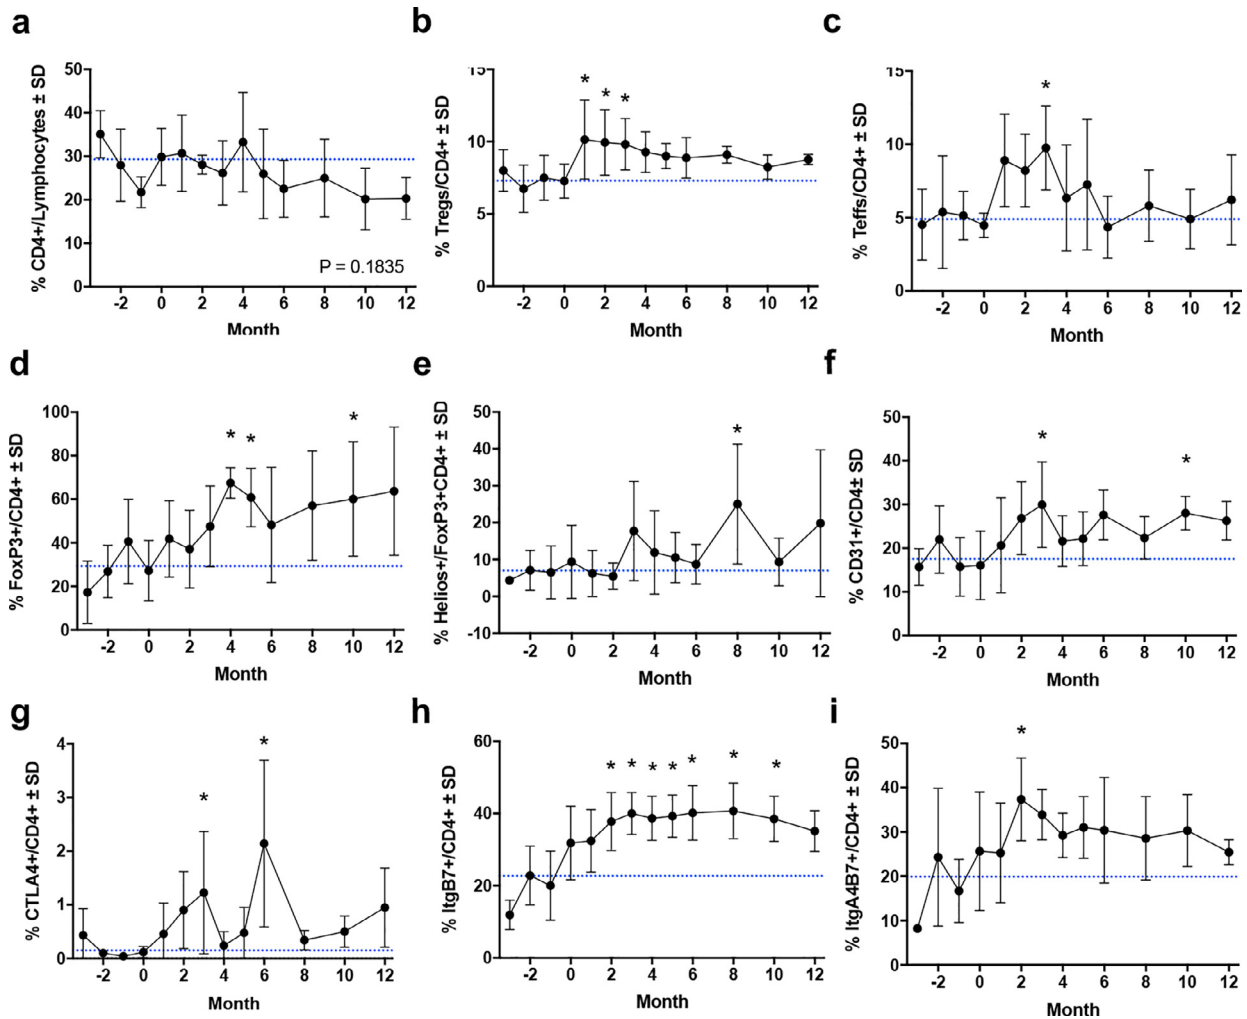 a
% CD4+/Lymphocytes ± SD
50
40
30
20
10
0
P = 0.1835
-2 0 2 4 6 8 10 12
Month
b
% Tregs/CD4+ ± SD
15
10
5
0
* * *
-2 0 2 4 6 8 10 12
Month
c
% Teffs/CD4+ ± SD
15
10
5
0
*
-2 0 2 4 6 8 10 12
Month
d
% FoxP3+/CD4+ ± SD
100
80
60
40
20
0
* * *
-2 0 2 4 6 8 10 12
Month
e
% Helios+/FoxP3+CD4+ ± SD
50
40
30
20
10
0
-10
*
-2 0 2 4 6 8 10 12
Month
f
% CD31+/CD4± SD
50
40
30
20
10
0
* *
-2 0 2 4 6 8 10 12
Month
g
% CTLA4+/CD4+ ± SD
4
3
2
1
0
* *
-2 0 2 4 6 8 10 12
Month
h
% ItgB7+/CD4+ ± SD
60
40
20
0
* * * * * * *
-2 0 2 4 6 8 10 12
Month
i
% ItgA4B7+/CD4+ ± SD
50
40
30
20
10
0
*
-2 0 2 4 6 8 10 12
Month